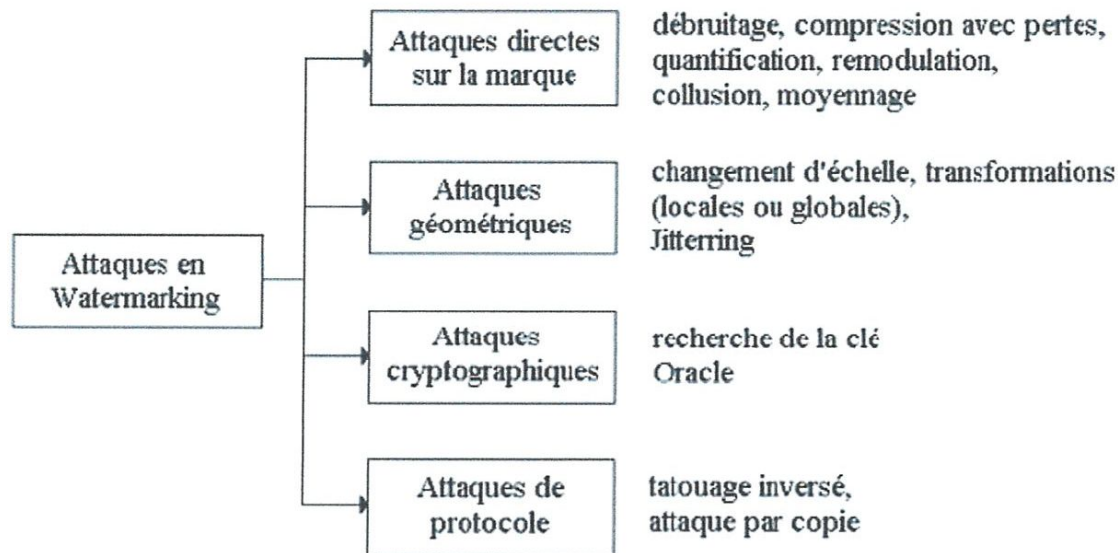 Attaques directes
sur la marque
débruitage, compression avec pertes,
quantification, remodulation,
collusion, moyennage
Attaques
géométriques
changement d'échelle, transformations
(locales ou globales),
Jitterring
Attaques en
Watermarking
Attaques
cryptographiques
recherche de la clé
Oracle
Attaques de
protocole
tatouage inversé,
attaque par copie